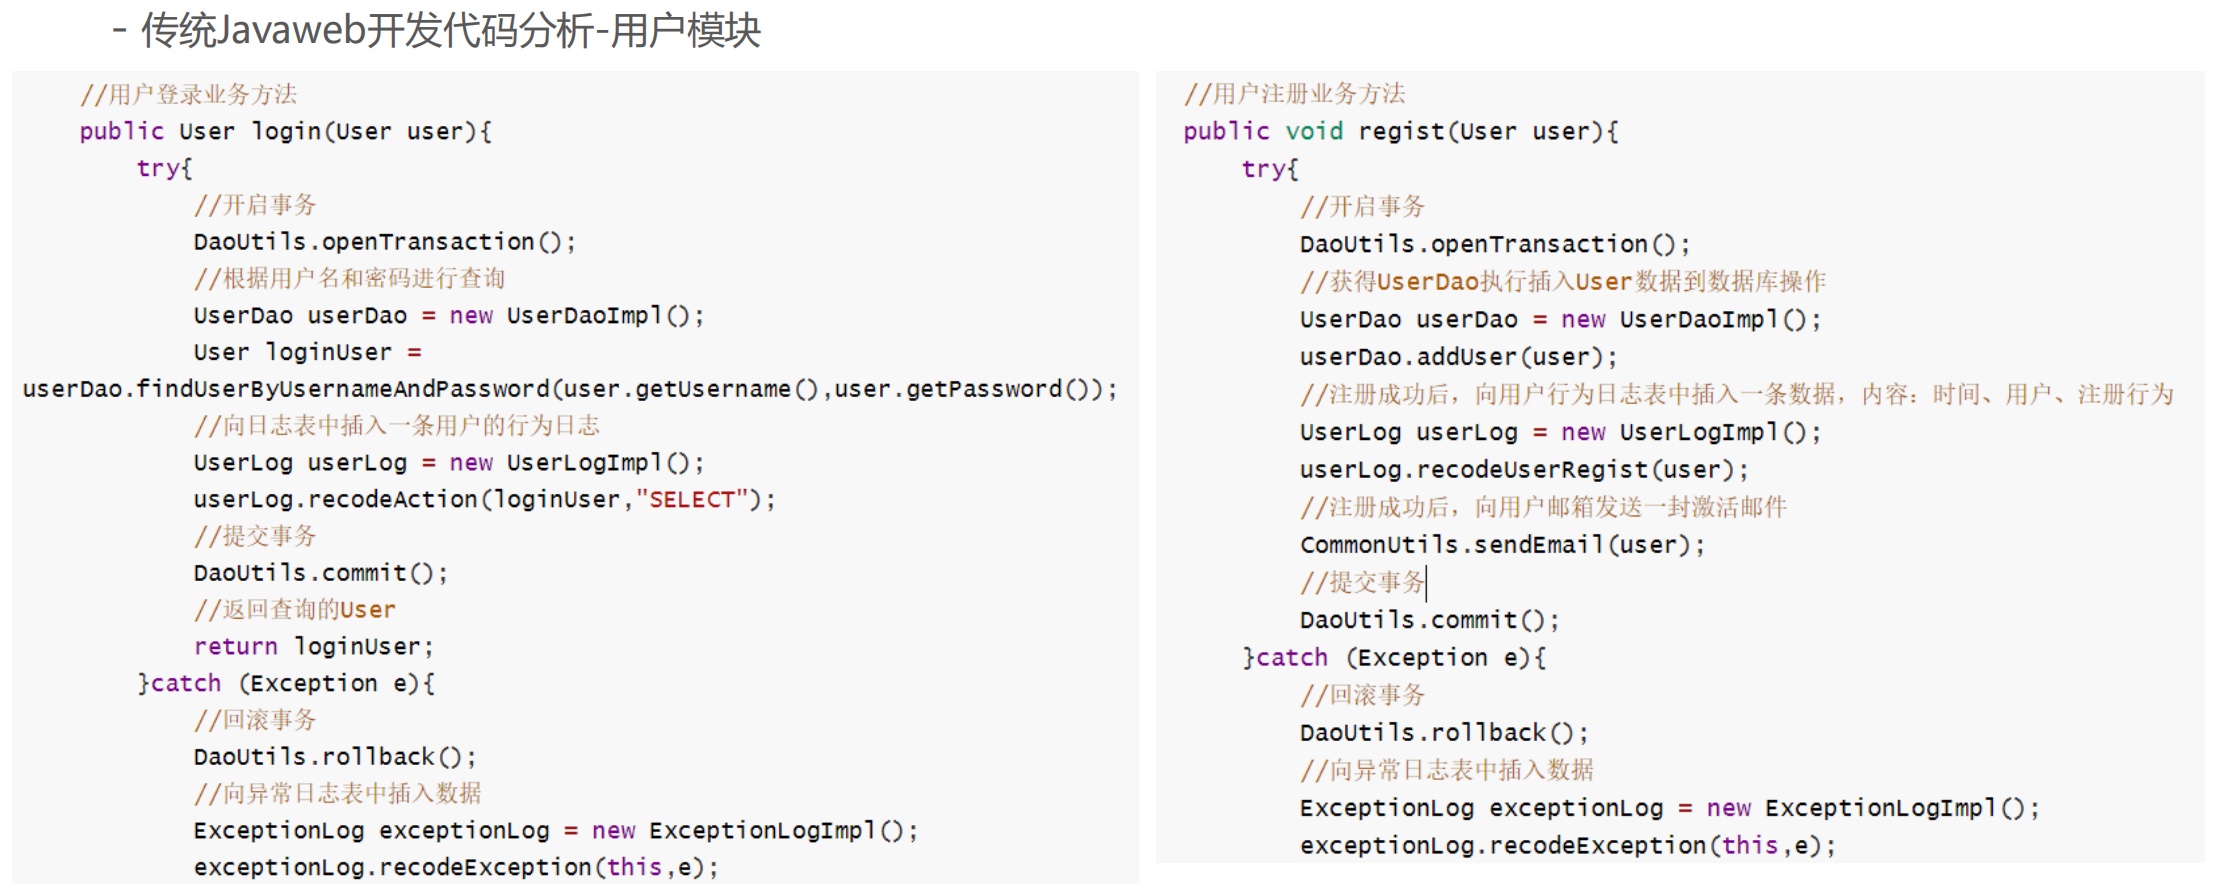 - 传统Javaweb开发代码分析-用户模块
//用户登录业务方法
public User login(User user){
try{
//开启事务
DaoUtils.openTransaction();
//根据用户名和密码进行查询
UserDao userDao = new UserDaoImpl();
User loginUser =
userDao.findUserByUsernameAndPassword(user.getUsername(),user.getPassword());
//向日志表中插入一条用户的行为日志
UserLog userLog = new UserLogImpl();
userLog.recodeAction(loginUser,"SELECT");
//提交事务
DaoUtils.commit();
//返回查询的User
return loginUser;
}catch (Exception e){
//回滚事务
DaoUtils.rollback();
//向异常日志表中插入数据
ExceptionLog exceptionLog = new ExceptionLogImpl();
exceptionLog.recodeException(this,e);
//用户注册业务方法
public void regist(User user){
try{
//开启事务
DaoUtils.openTransaction();
//获得UserDao执行插入User数据到数据库操作
UserDao userDao = new UserDaoImpl();
userDao.addUser(user);
//注册成功后，向用户行为日志表中插入一条数据，内容：时间、用户、注册行为
UserLog userLog = new UserLogImpl();
userLog.recodeUserRegist(user);
//注册成功后，向用户邮箱发送一封激活邮件
CommonUtils.sendEmail(user);
//提交事务
DaoUtils.commit();
}catch (Exception e){
//回滚事务
DaoUtils.rollback();
//向异常日志表中插入数据
ExceptionLog exceptionLog = new ExceptionLogImpl();
exceptionLog.recodeException(this,e);